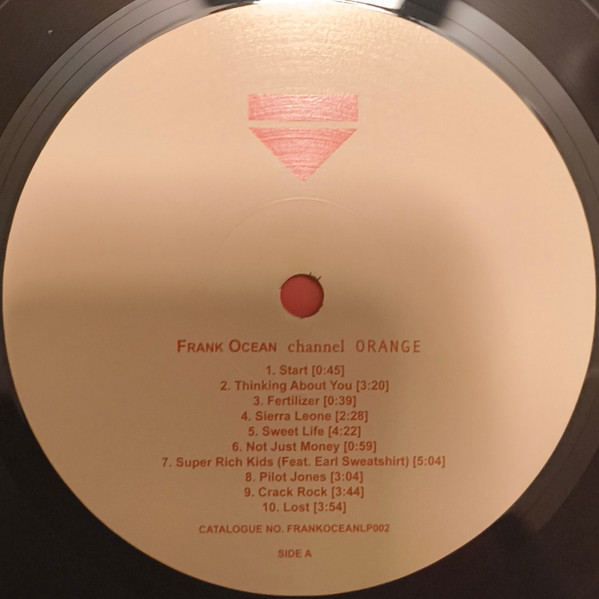 FRANK OCEAN channel ORANGE
1. Start [0:45]
2. Thinking About You [3:20]
3. Fertilizer [0:39]
4. Sierra Leone [2:28]
5. Sweet Life [4:22]
6. Not Just Money [0:59]
7. Super Rich Kids (Feat. Earl Sweatshirt) [5:04]
8. Pilot Jones [3:04]
9. Crack Rock [3:44]
10. Lost [3:54]
CATALOGUE NO. FRANKOCEANLP002
SIDE A